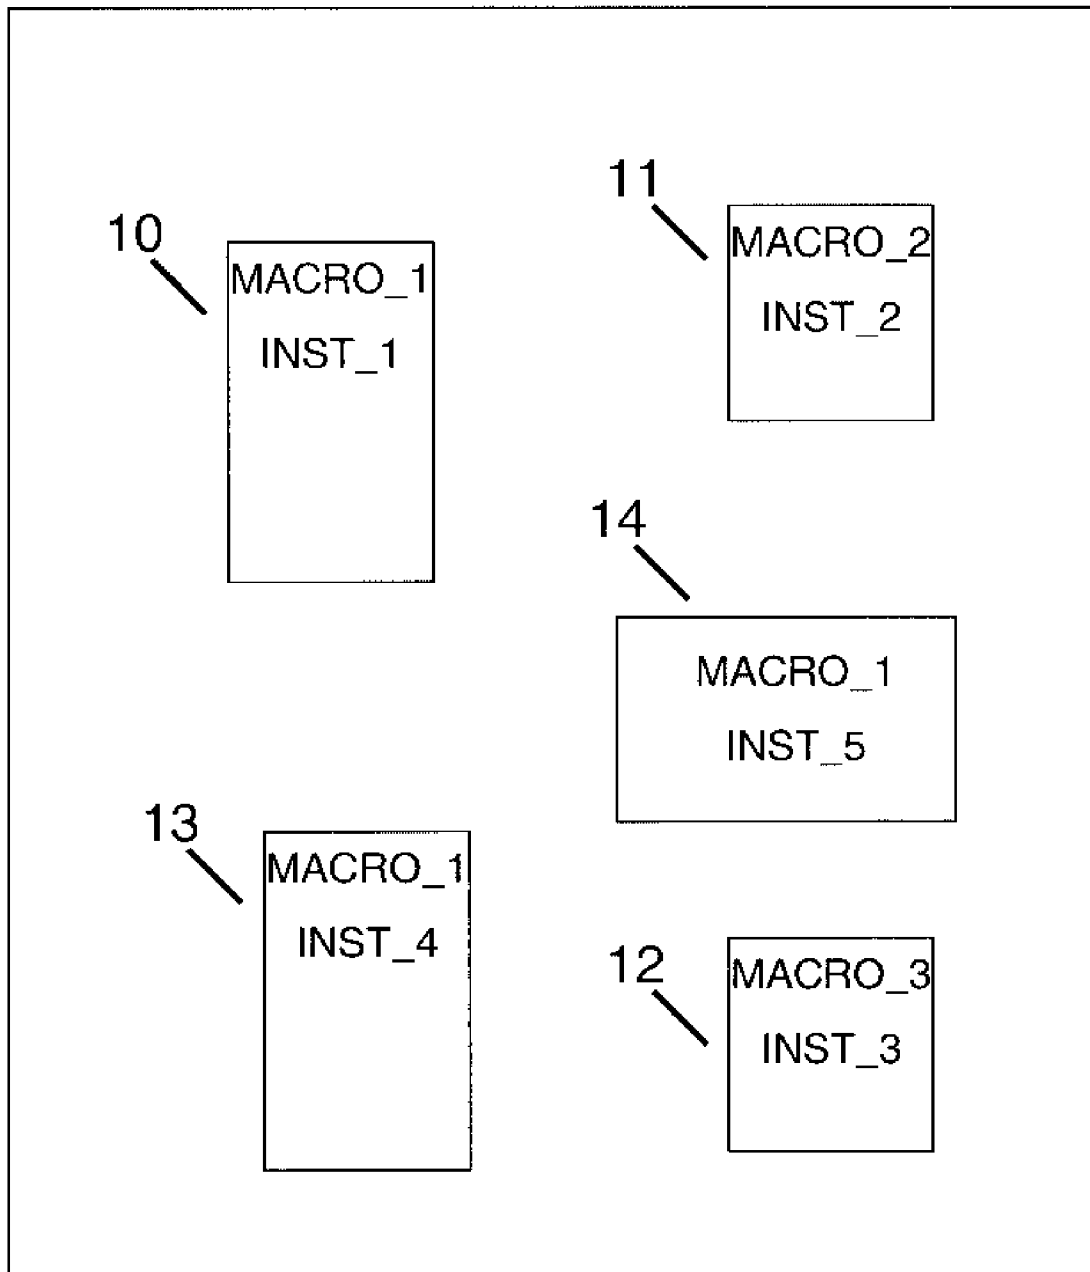 11
10
MACRO_2
MACRO_1
INST_2
INST_1
14
MACRO_1
INST_5
13
MACRO_1
INST_4
12
MACRO_3
INST_3